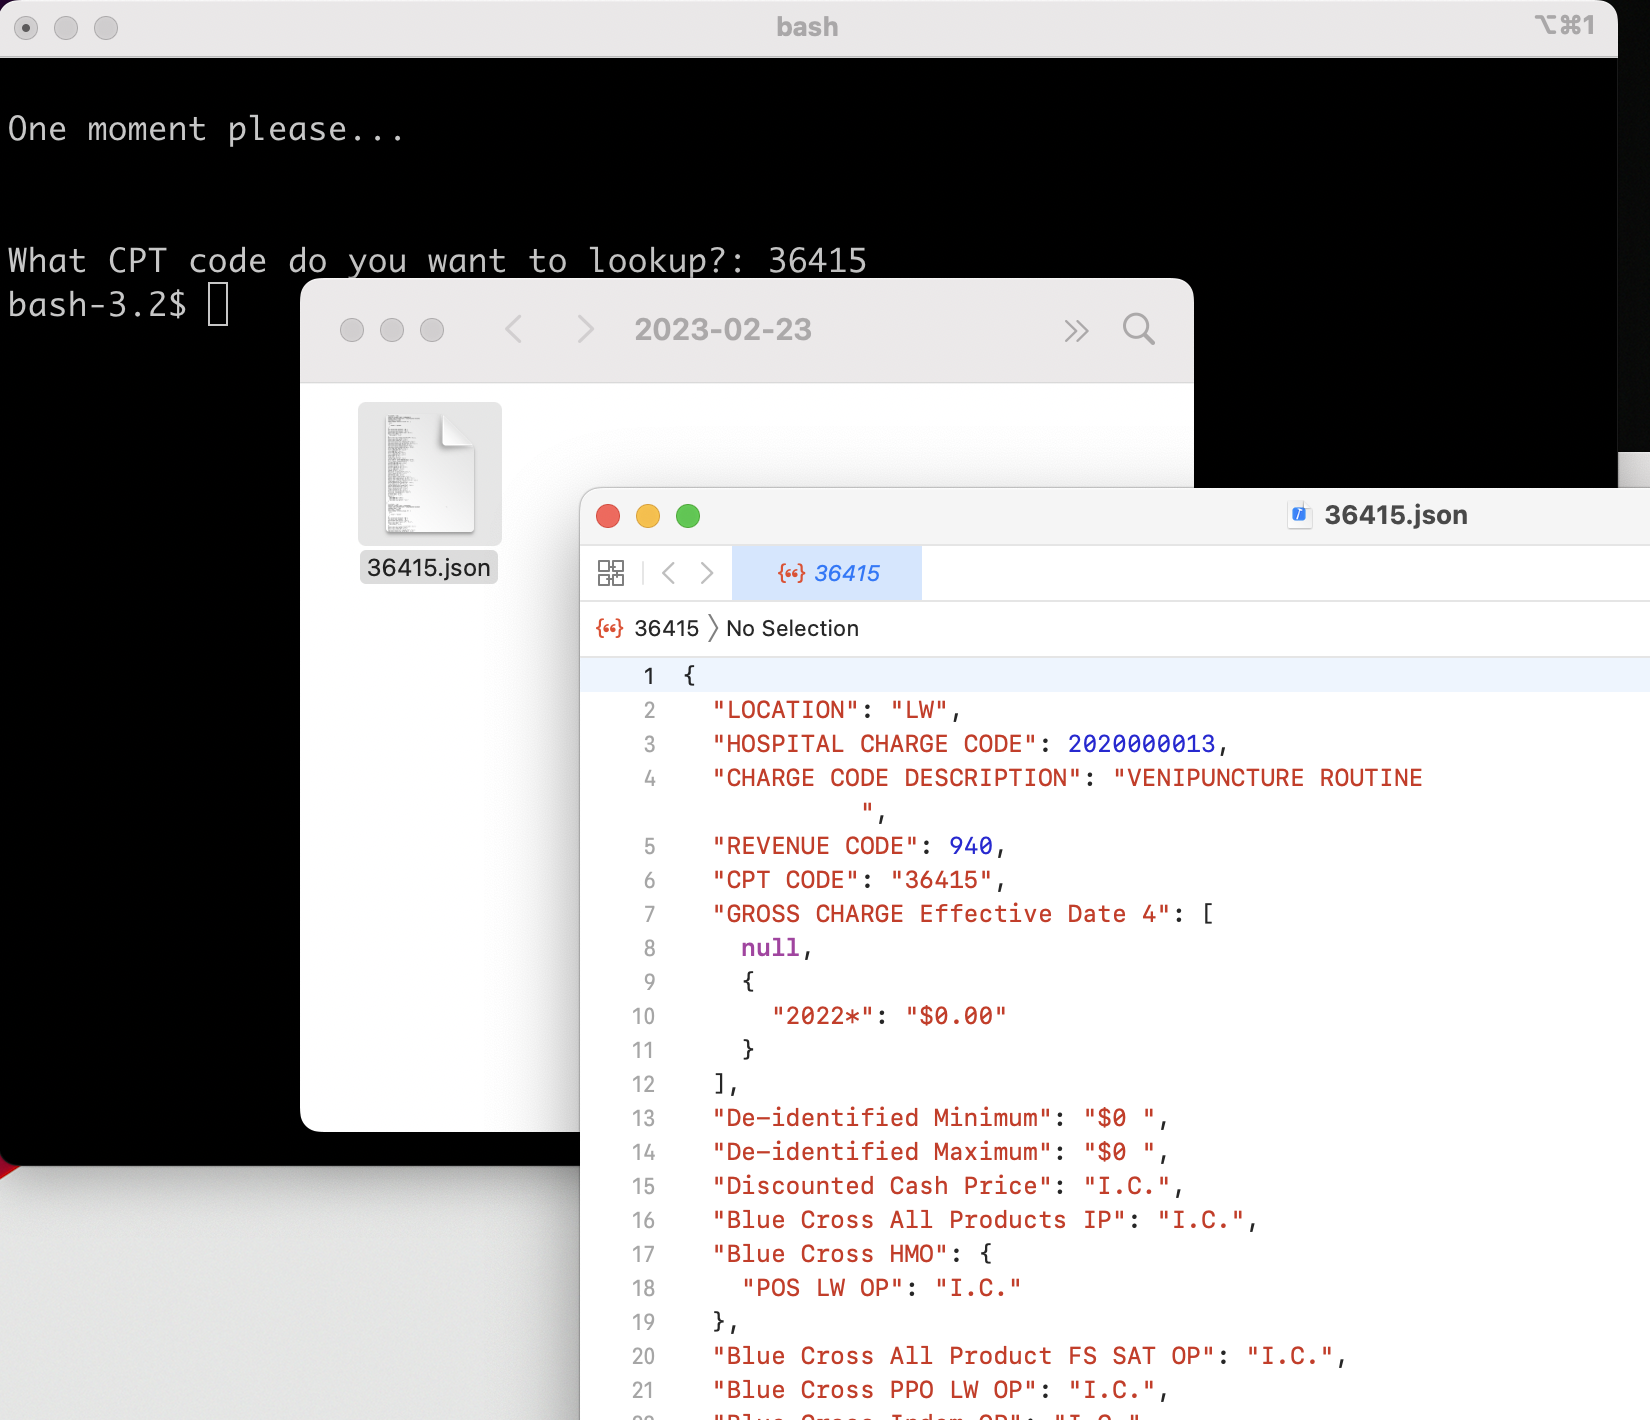 bash
⌥⌘1
One moment please...
What CPT code do you want to lookup?: 36415
bash-3.2$
2023-02-23
36415.json
36415.json
36415
36415 〉 No Selection
1 {
2 "LOCATION": "LW",
3 "HOSPITAL CHARGE CODE": 2020000013,
4 "CHARGE CODE DESCRIPTION": "VENIPUNCTURE ROUTINE
",
5 "REVENUE CODE": 940,
6 "CPT CODE": "36415",
7 "GROSS CHARGE Effective Date 4": [
8 null,
9 {
10 "2022*": "$0.00"
11 }
12 ],
13 "De-identified Minimum": "$0 ",
14 "De-identified Maximum": "$0 ",
15 "Discounted Cash Price": "I.C.",
16 "Blue Cross All Products IP": "I.C.",
17 "Blue Cross HMO": {
18 "POS LW OP": "I.C."
19 },
20 "Blue Cross All Product FS SAT OP": "I.C.",
21 "Blue Cross PPO LW OP": "I.C.",